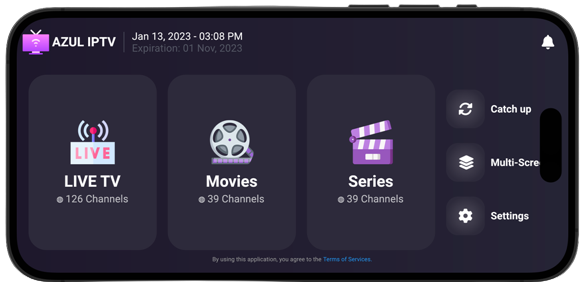 AZUL IPTV
Jan 13, 2023 - 03:08 PM
Expiration: 01 Nov, 2023
LIVE
LIVE TV
126 Channels
Movies
39 Channels
Series
39 Channels
Catch up
Multi-Scre
Settings
By using this application, you agree to the Terms of Services.